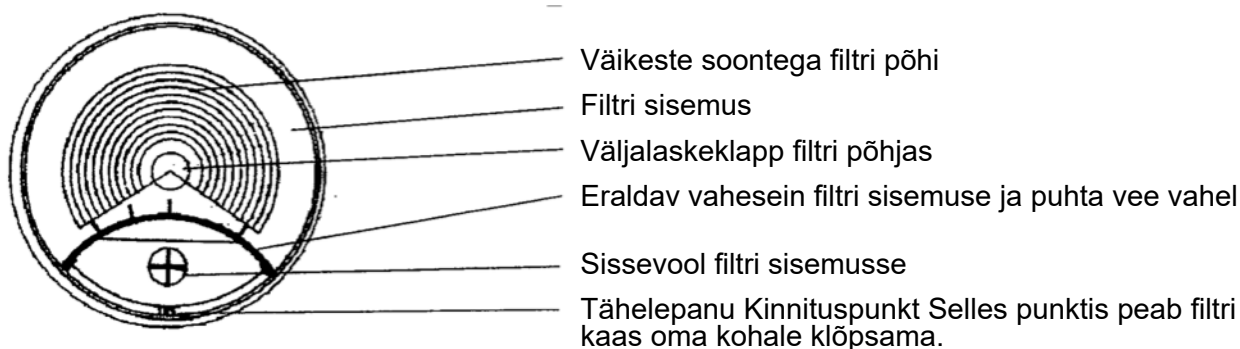 Väikeste soontega filtri põhi
Filtri sisemus
Väljalaskeklapp filtri põhjas
Eraldav vahesein filtri sisemuse ja puhta vee vahel
Sissevool filtri sisemusse
Tähelepanu Kinnituspunkt Selles punktis peab filtri
kaas oma kohale klõpsama.